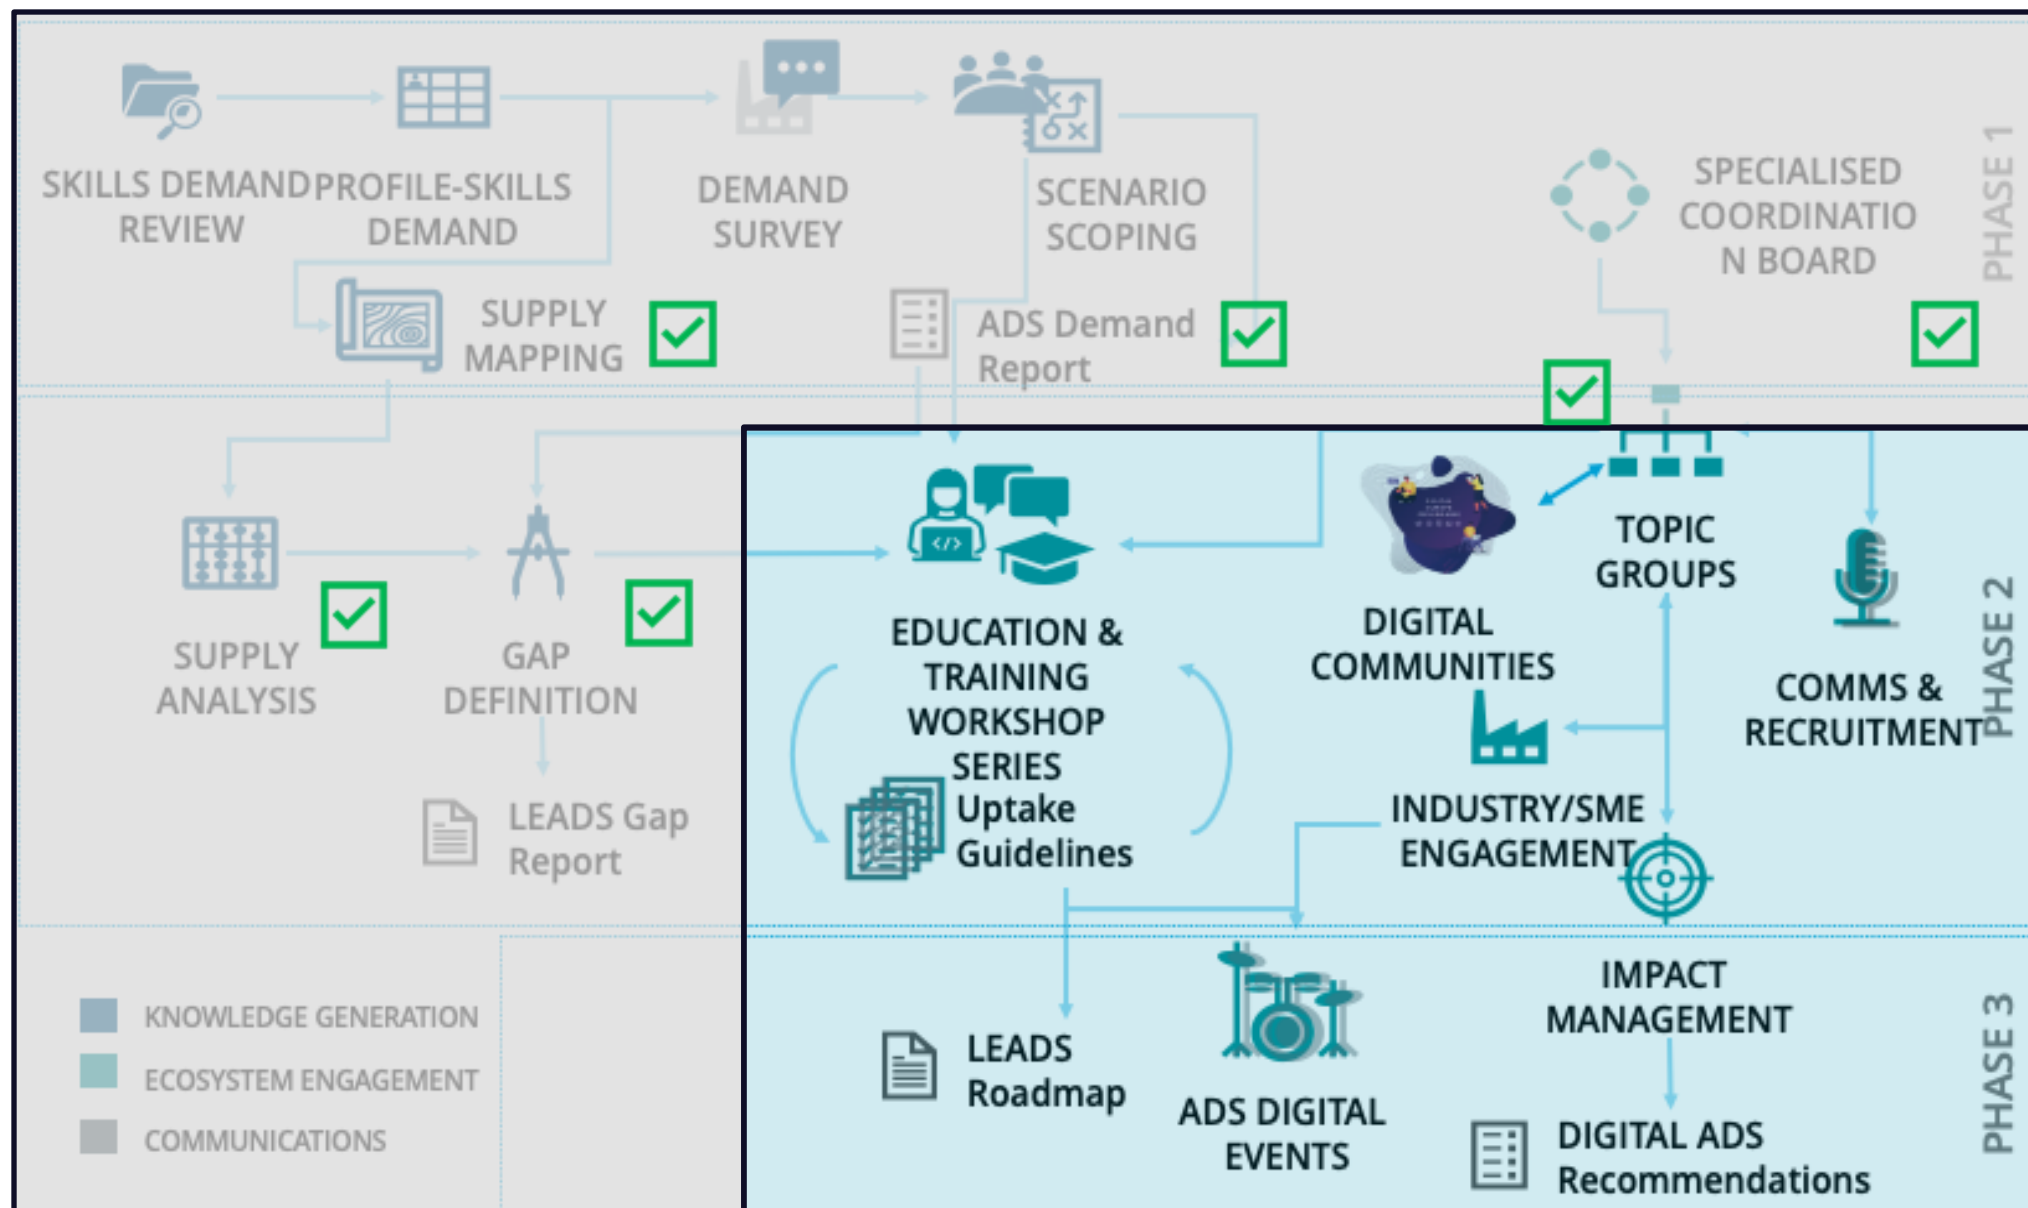 SKILLS DEMAND
REVIEW
PROFILE-SKILLS
DEMAND
DEMAND
SURVEY
SCENARIO
SCOPING
SPECIALISED
COORDINATIO
N BOARD
PHASE 1
SUPPLY
MAPPING
ADS Demand
Report
SUPPLY
ANALYSIS
GAP
DEFINITION
LEADS Gap
Report
</>
EDUCATION &
TRAINING
WORKSHOP
SERIES
Uptake
Guidelines
DIGITAL
COMMUNITIES
TOPIC
GROUPS
INDUSTRY/SME
ENGAGEMENT
COMMS &
RECRUITMENT
PHASE 2
KNOWLEDGE GENERATION
ECOSYSTEM ENGAGEMENT
COMMUNICATIONS
LEADS
Roadmap
ADS DIGITAL
EVENTS
IMPACT
MANAGEMENT
DIGITAL ADS
Recommendations
PHASE 3